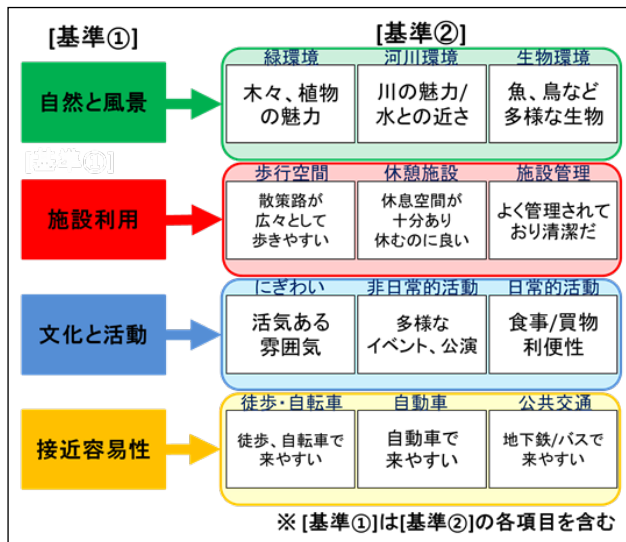 [基準①]
[基準②]
緑環境
河川環境
生物環境
自然と風景
木々、植物
の魅力
川の魅力/
水との近さ
魚、鳥など
多様な生物
[基準①]
歩行空間
休憩施設
施設管理
施設利用
散策路が
広々として
歩きやすい
休息空間が
十分あり
休むのに良い
よく管理されて
おり清潔だ
にぎわい
非日常的活動
日常的活動
文化と活動
活気ある
雰囲気
多様な
イベント、公演
食事/買物
利便性
徒歩・自転車
自動車
公共交通
接近容易性
徒歩、自転車で
来やすい
自動車で
来やすい
地下鉄/バスで
来やすい
※ [基準①]は[基準②]の各項目を含む